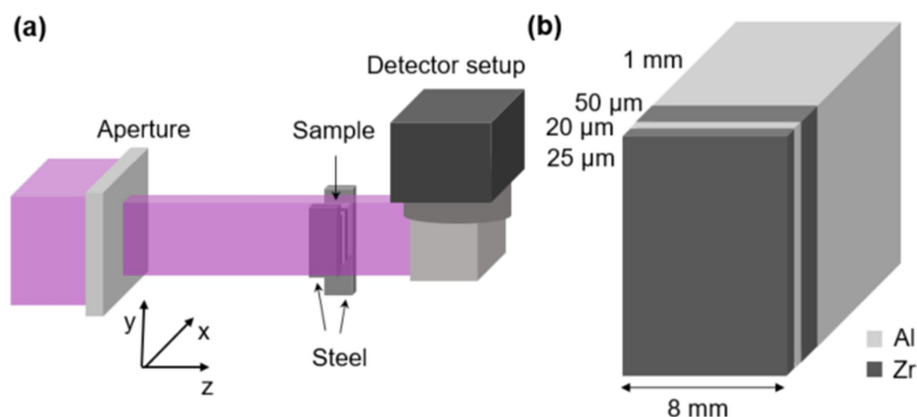 (a)
Detector setup
Aperture
Sample
y
x
z
Steel
(b)
1 mm
50 µm
20 µm
25 µm
Al
Zr
8 mm